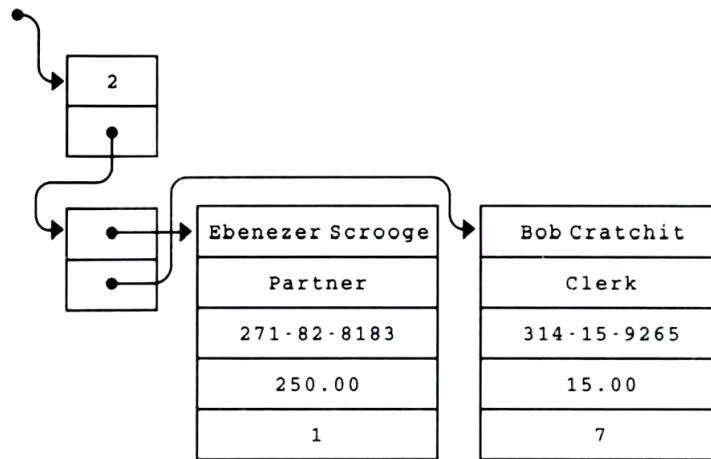 2
Ebenezer Scrooge
Partner
271-82-8183
250.00
1
Bob Cratchit
Clerk
314-15-9265
15.00
7